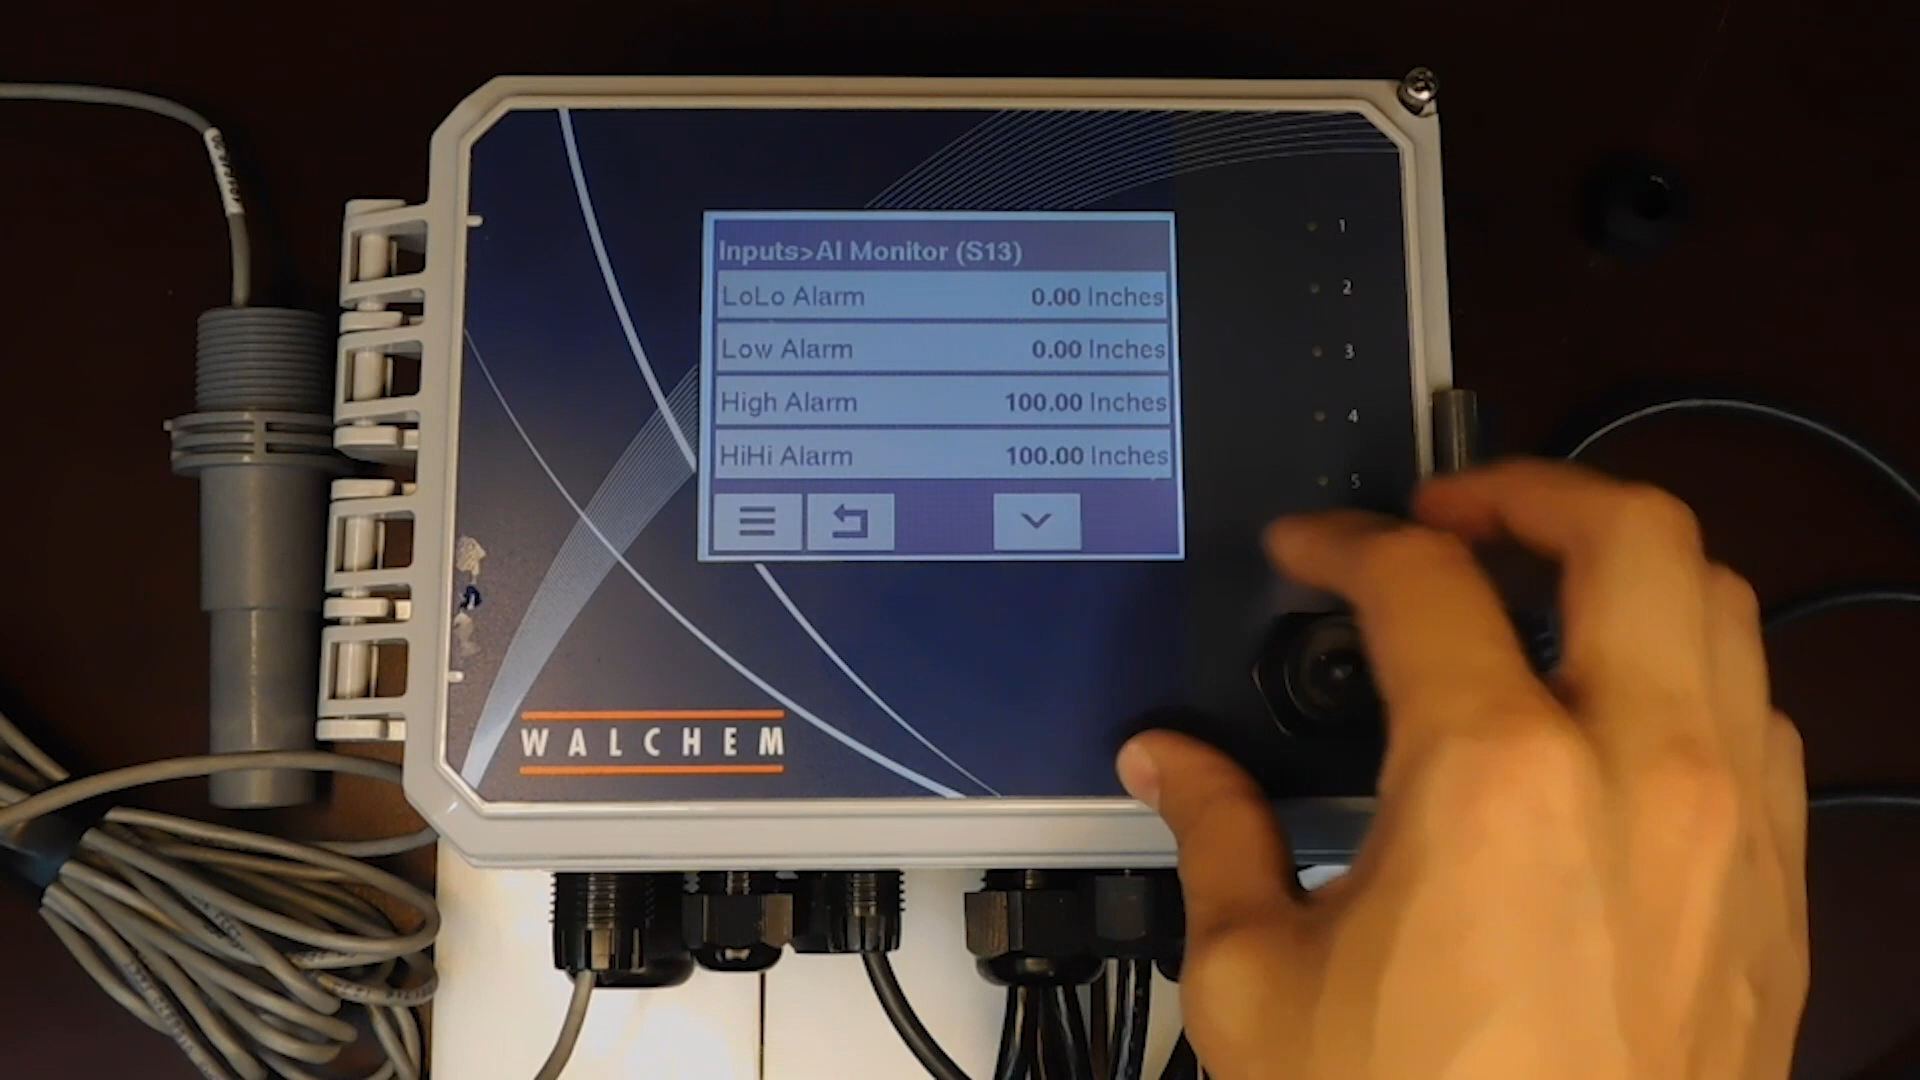 Inputs>AI Monitor (S13)
LoLo Alarm 0.00 Inches
Low Alarm 0.00 Inches
High Alarm 100.00 Inches
HiHi Alarm 100.00 Inches
1
2
3
4
5
WALCHEM